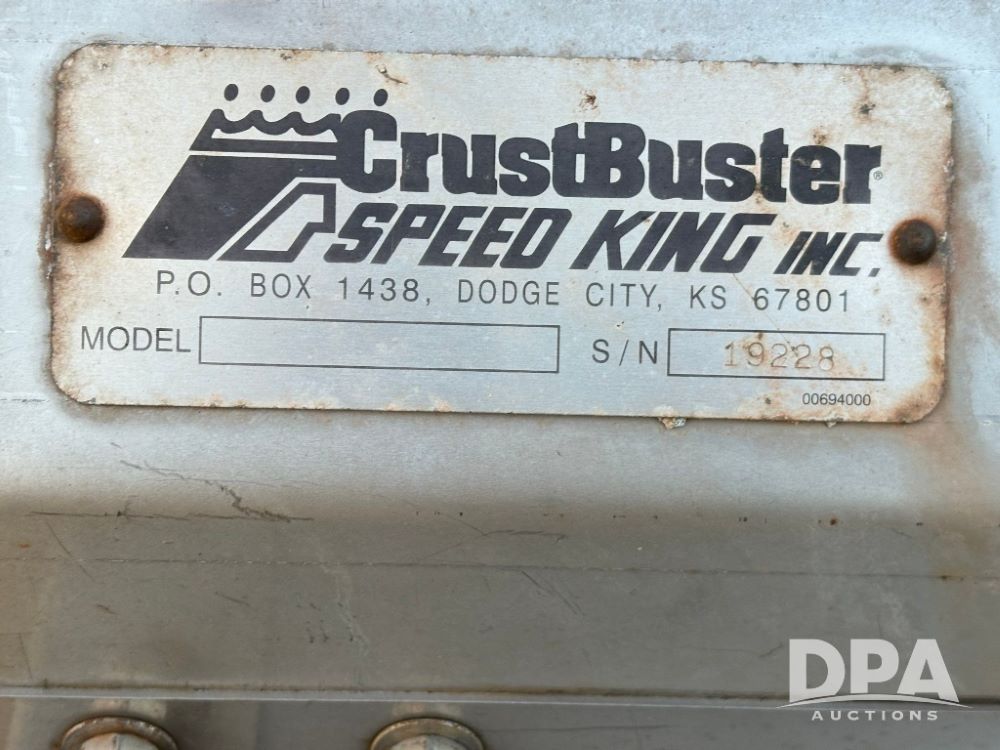 CrustBuster®
SPEED KING INC.
P.O. BOX 1438, DODGE CITY, KS 67801
MODEL S/N 19228
00694000
DPA
AUCTIONS